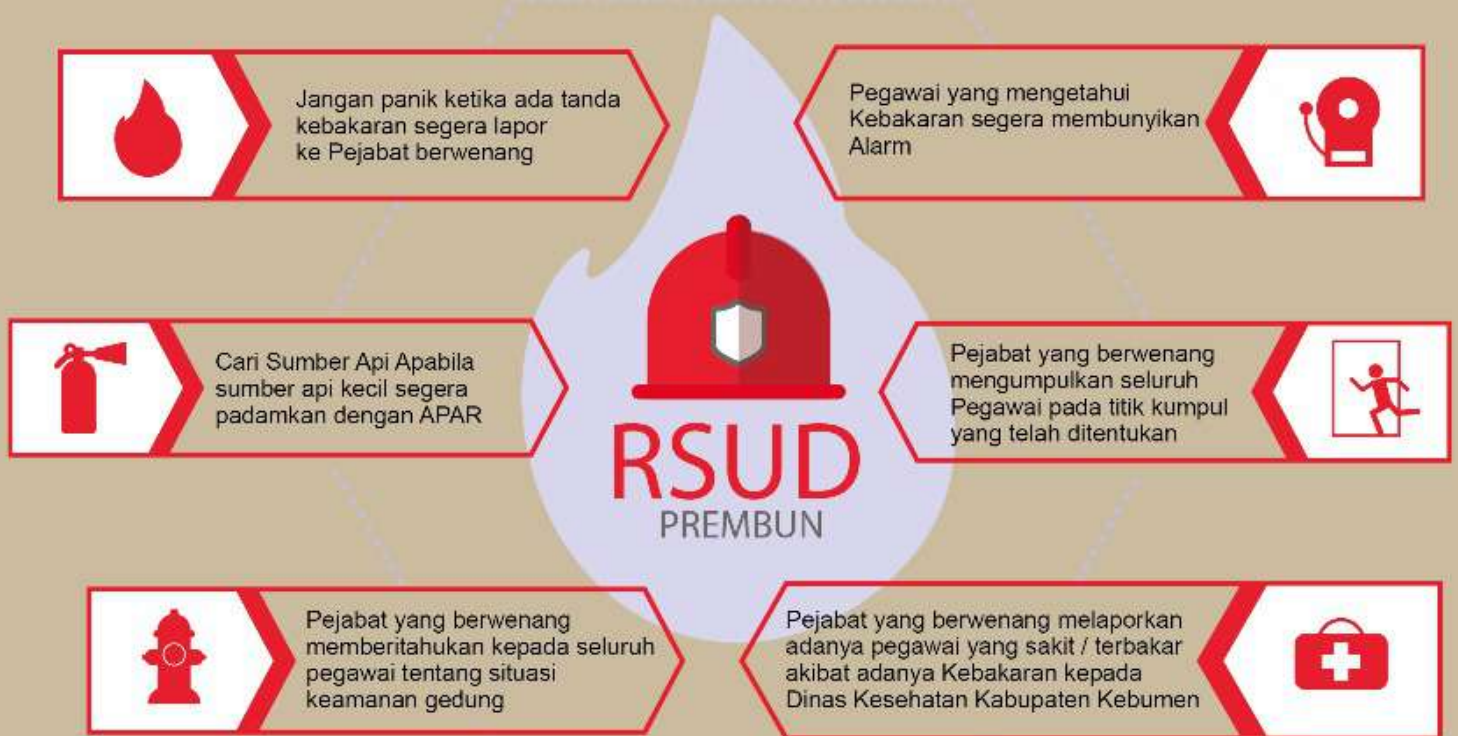 Jangan panik ketika ada tanda
kebakaran segera lapor
ke Pejabat berwenang
Pegawai yang mengetahui
Kebakaran segera membunyikan
Alarm
Cari Sumber Api Apabila
sumber api kecil segera
padamkan dengan APAR
RSUD
PREMBUN
Pejabat yang berwenang
mengumpulkan seluruh
Pegawai pada titik kumpul
yang telah ditentukan
Pejabat yang berwenang
memberitahukan kepada seluruh
pegawai tentang situasi
keamanan gedung
Pejabat yang berwenang melaporkan
adanya pegawai yang sakit / terbakar
akibat adanya Kebakaran kepada
Dinas Kesehatan Kabupaten Kebumen